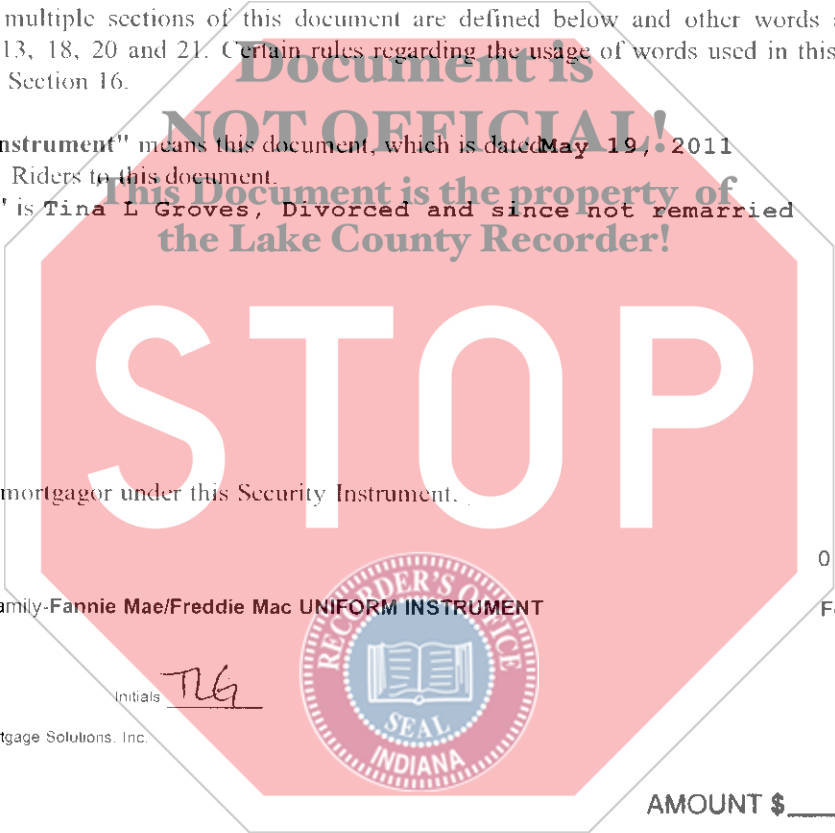 multiple sections of this document are defined below and other words
13, 18, 20 and 21. Certain rules regarding the usage of words used in this
Section 16.
Document is
NOT OFFICIAL!
nstrument" means this document, which is dated May 19, 2011
Riders to this document.
This Document is the property of
" is Tina L Groves, Divorced and since not remarried
the Lake County Recorder!
STOP
mortgagor under this Security Instrument.
0
amily-Fannie Mae/Freddie Mac UNIFORM INSTRUMENT
RECORDER'S OFFICE
SEAL
INDIANA
Initials TLG
tgage Solutions, Inc.
AMOUNT $